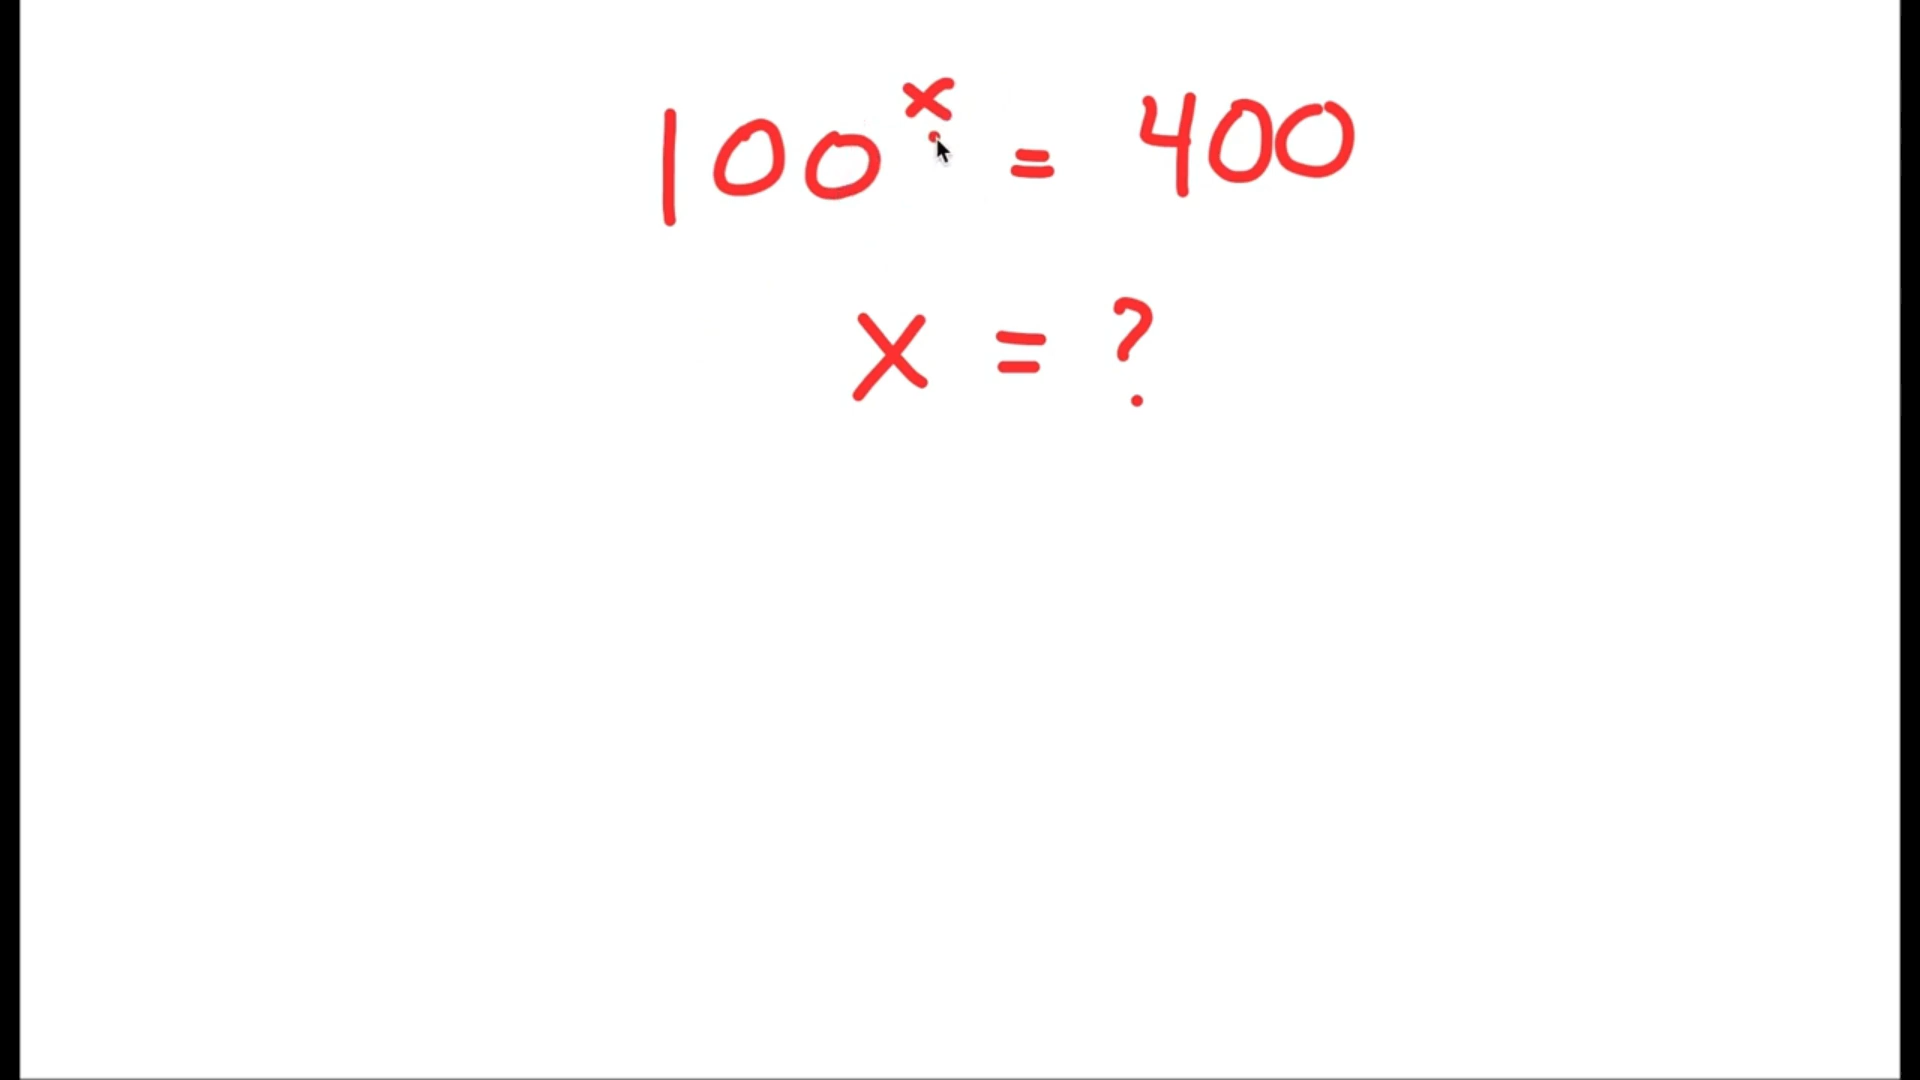 100^x = 400
x = ?